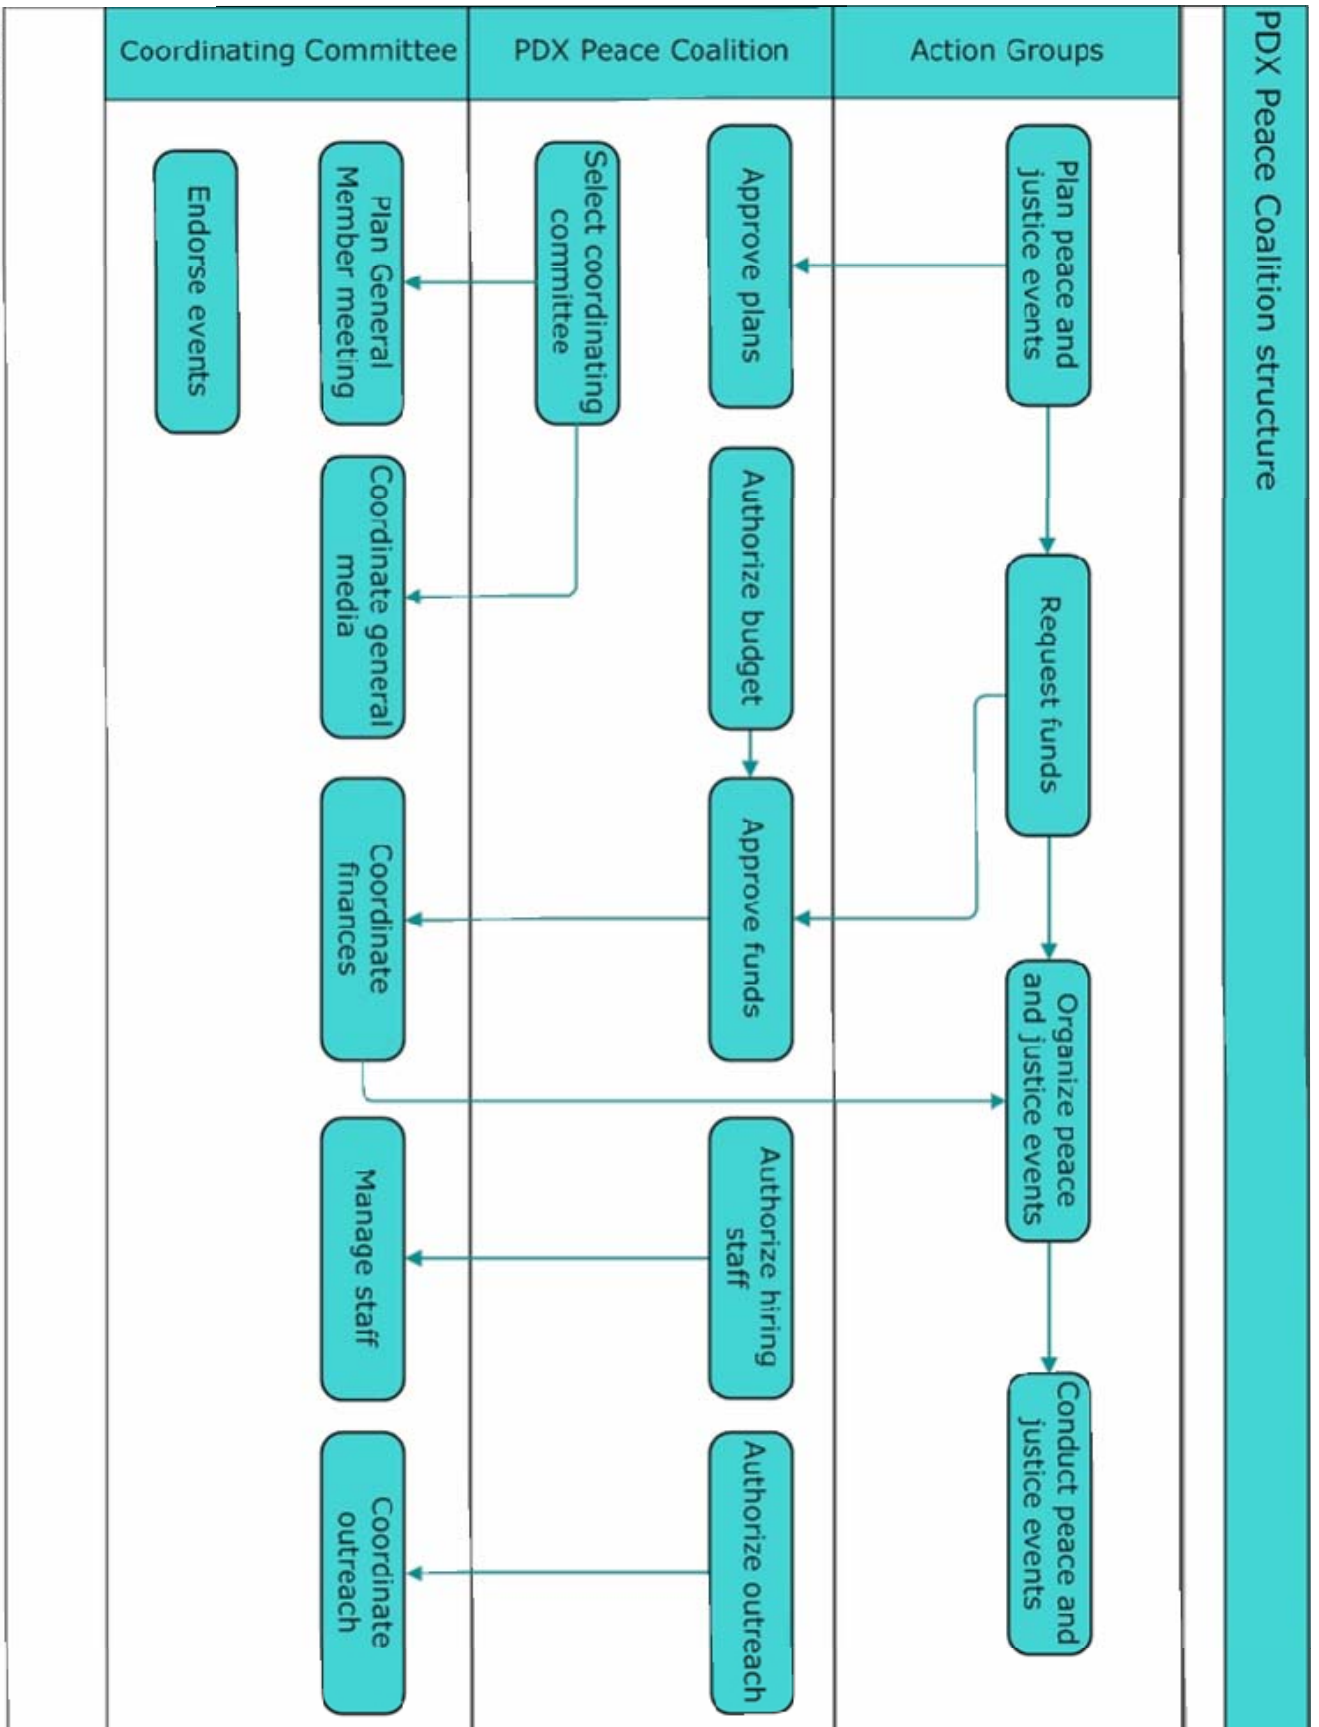 PDX Peace Coalition structure
Action Groups
Plan peace and
justice events
Request funds
Organize peace
and justice events
Conduct peace and
justice events
PDX Peace Coalition
Approve plans
Authorize budget
Approve funds
Authorize hiring
staff
Authorize outreach
Select coordinating
committee
Coordinating Committee
Plan General
Member meeting
Coordinate general
media
Coordinate
finances
Manage staff
Coordinate
outreach
Endorse events